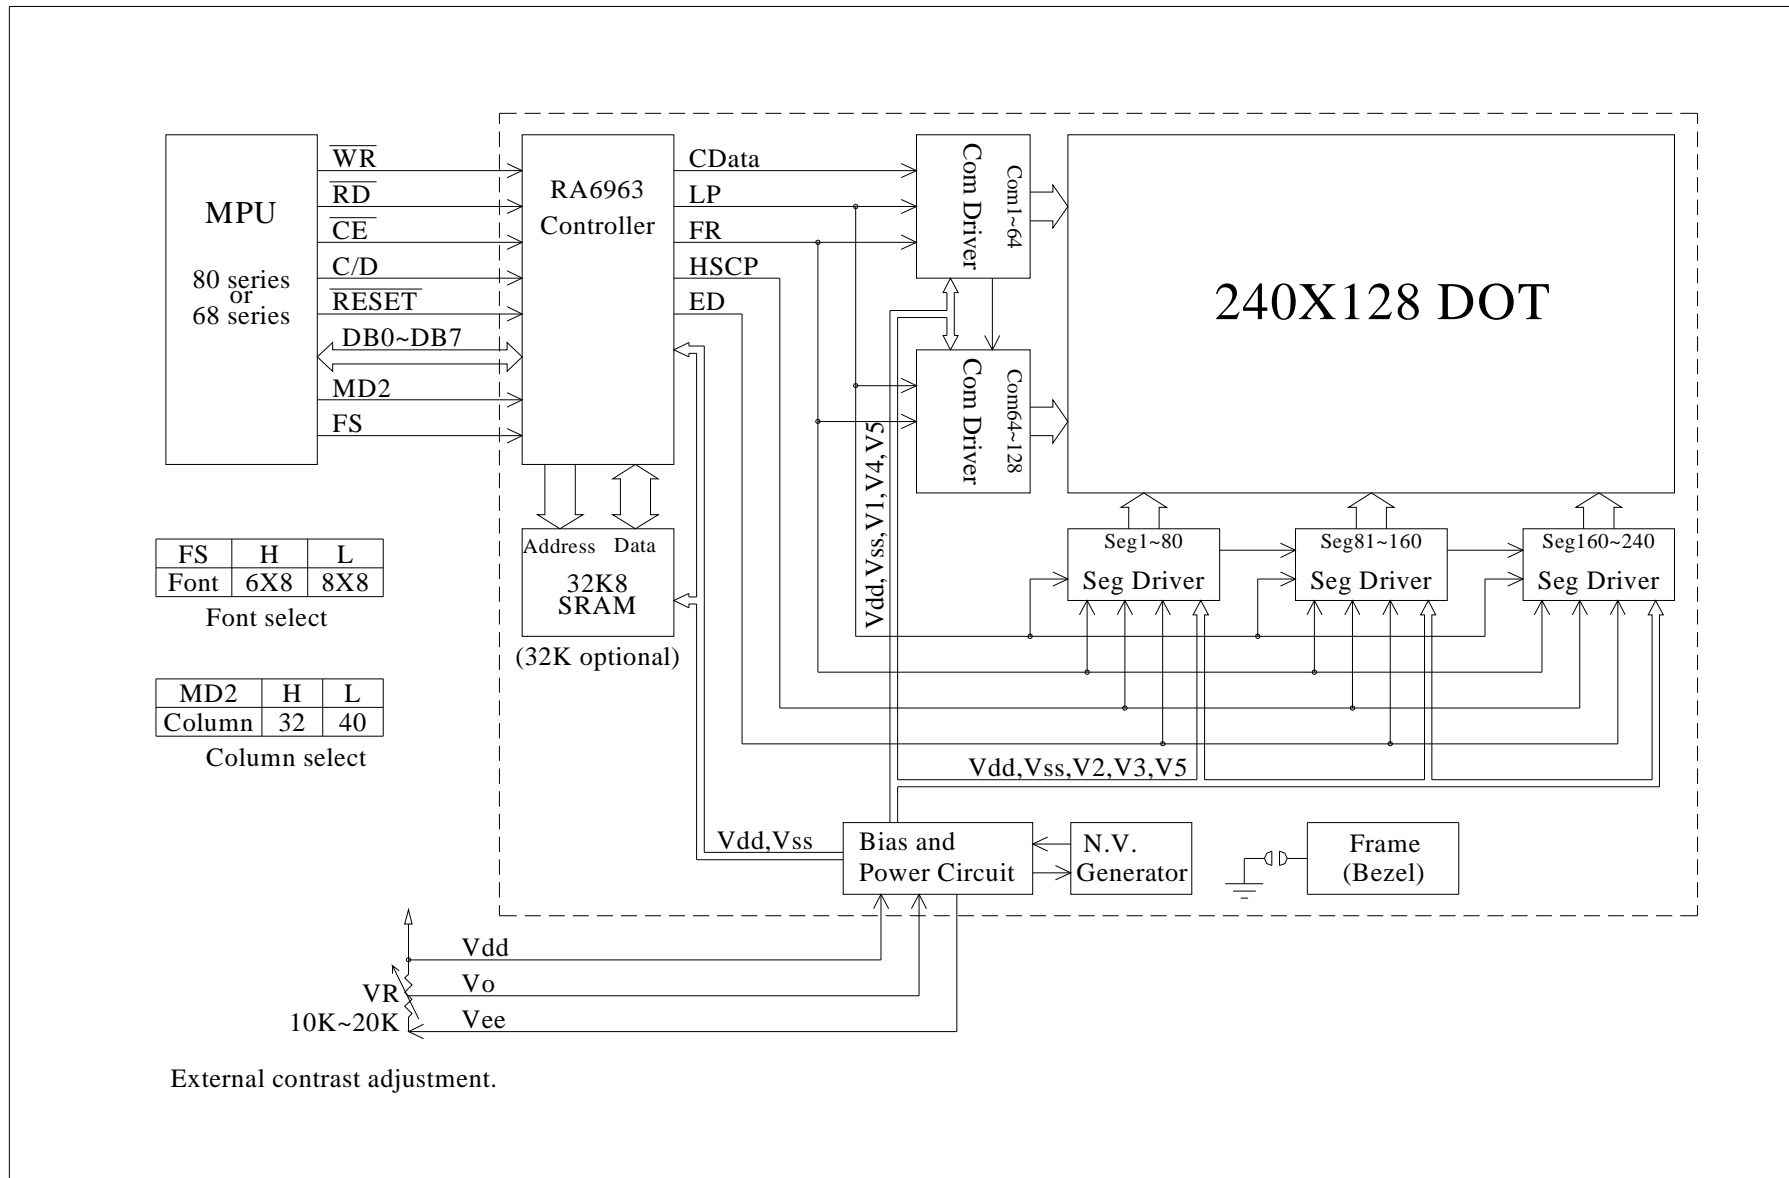 MPU
80 series
or
68 series
WR
RD
CE
C/D
RESET
DB0~DB7
MD2
FS
RA6963
Controller
CData
LP
FR
HSCP
ED
Com Driver
Com1~64
Com Driver
Com64~128
240X128 DOT
Address Data
32K8
SRAM
(32K optional)
Vdd,Vss,V1,V4,V5
Seg1~80
Seg Driver
Seg81~160
Seg Driver
Seg160~240
Seg Driver
FS H L
Font 6X8 8X8
Font select
MD2 H L
Column 32 40
Column select
Vdd,Vss,V2,V3,V5
Vdd,Vss
Bias and
Power Circuit
N.V.
Generator
Frame
(Bezel)
Vdd
Vo
Vee
VR
10K~20K
External contrast adjustment.